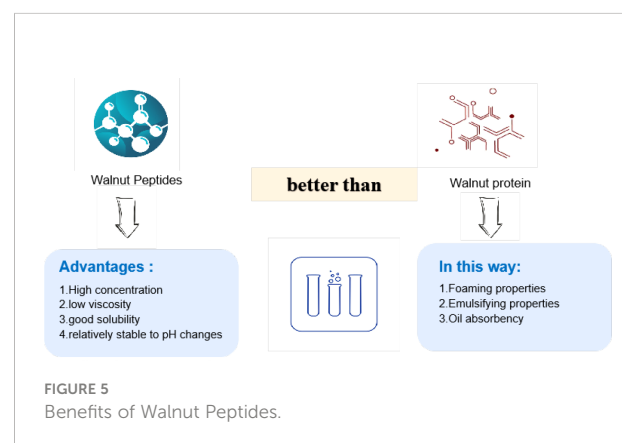 Walnut Peptides
better than
Walnut protein
Advantages :
1.High concentration
2.low viscosity
3.good solubility
4.relatively stable to pH changes
In this way:
1.Foaming properties
2.Emulsifying properties
3.Oil absorbency
FIGURE 5
Benefits of Walnut Peptides.